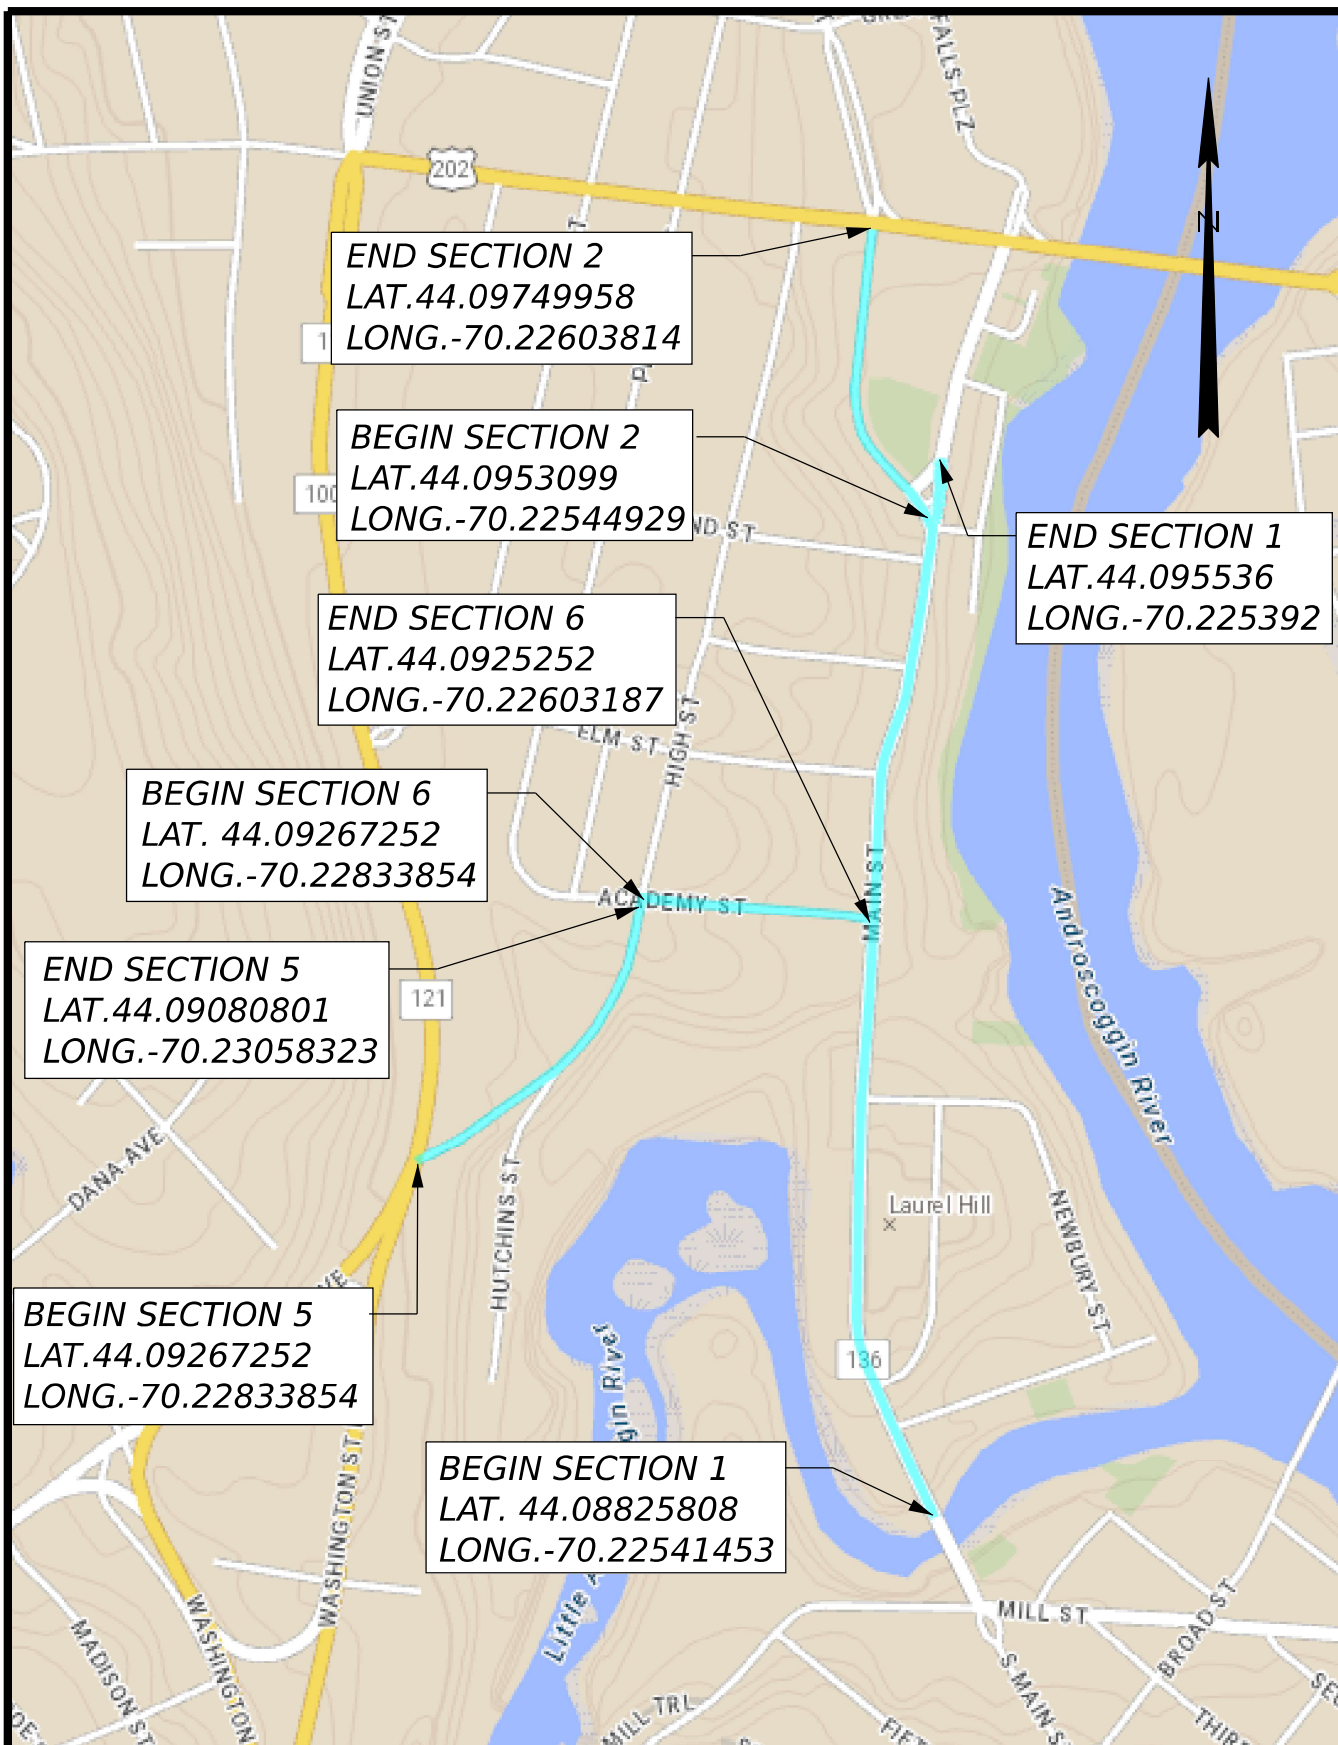 UNION ST
FALLS PLZ
202
N
END SECTION 2
LAT.44.09749958
LONG.-70.22603814
BEGIN SECTION 2
LAT.44.0953099
LONG.-70.22544929
100
ND ST
END SECTION 1
LAT.44.095536
LONG.-70.225392
END SECTION 6
LAT.44.0925252
LONG.-70.22603187
ELM ST
HIGH ST
BEGIN SECTION 6
LAT. 44.09267252
LONG.-70.22833854
ACADEMY ST
MAIN ST
Androscoggin River
END SECTION 5
LAT.44.09080801
LONG.-70.23058323
121
DANA AVE
HUTCHINS ST
Laurel Hill
NEWBURY ST
VE
BEGIN SECTION 5
LAT.44.09267252
LONG.-70.22833854
136
gin River
BEGIN SECTION 1
LAT. 44.08825808
LONG.-70.22541453
WASHINGTON ST
Little A
MILL ST
BROAD ST
WASHINGTON
MADISON ST
S MAIN S
MILL TRL
THIR